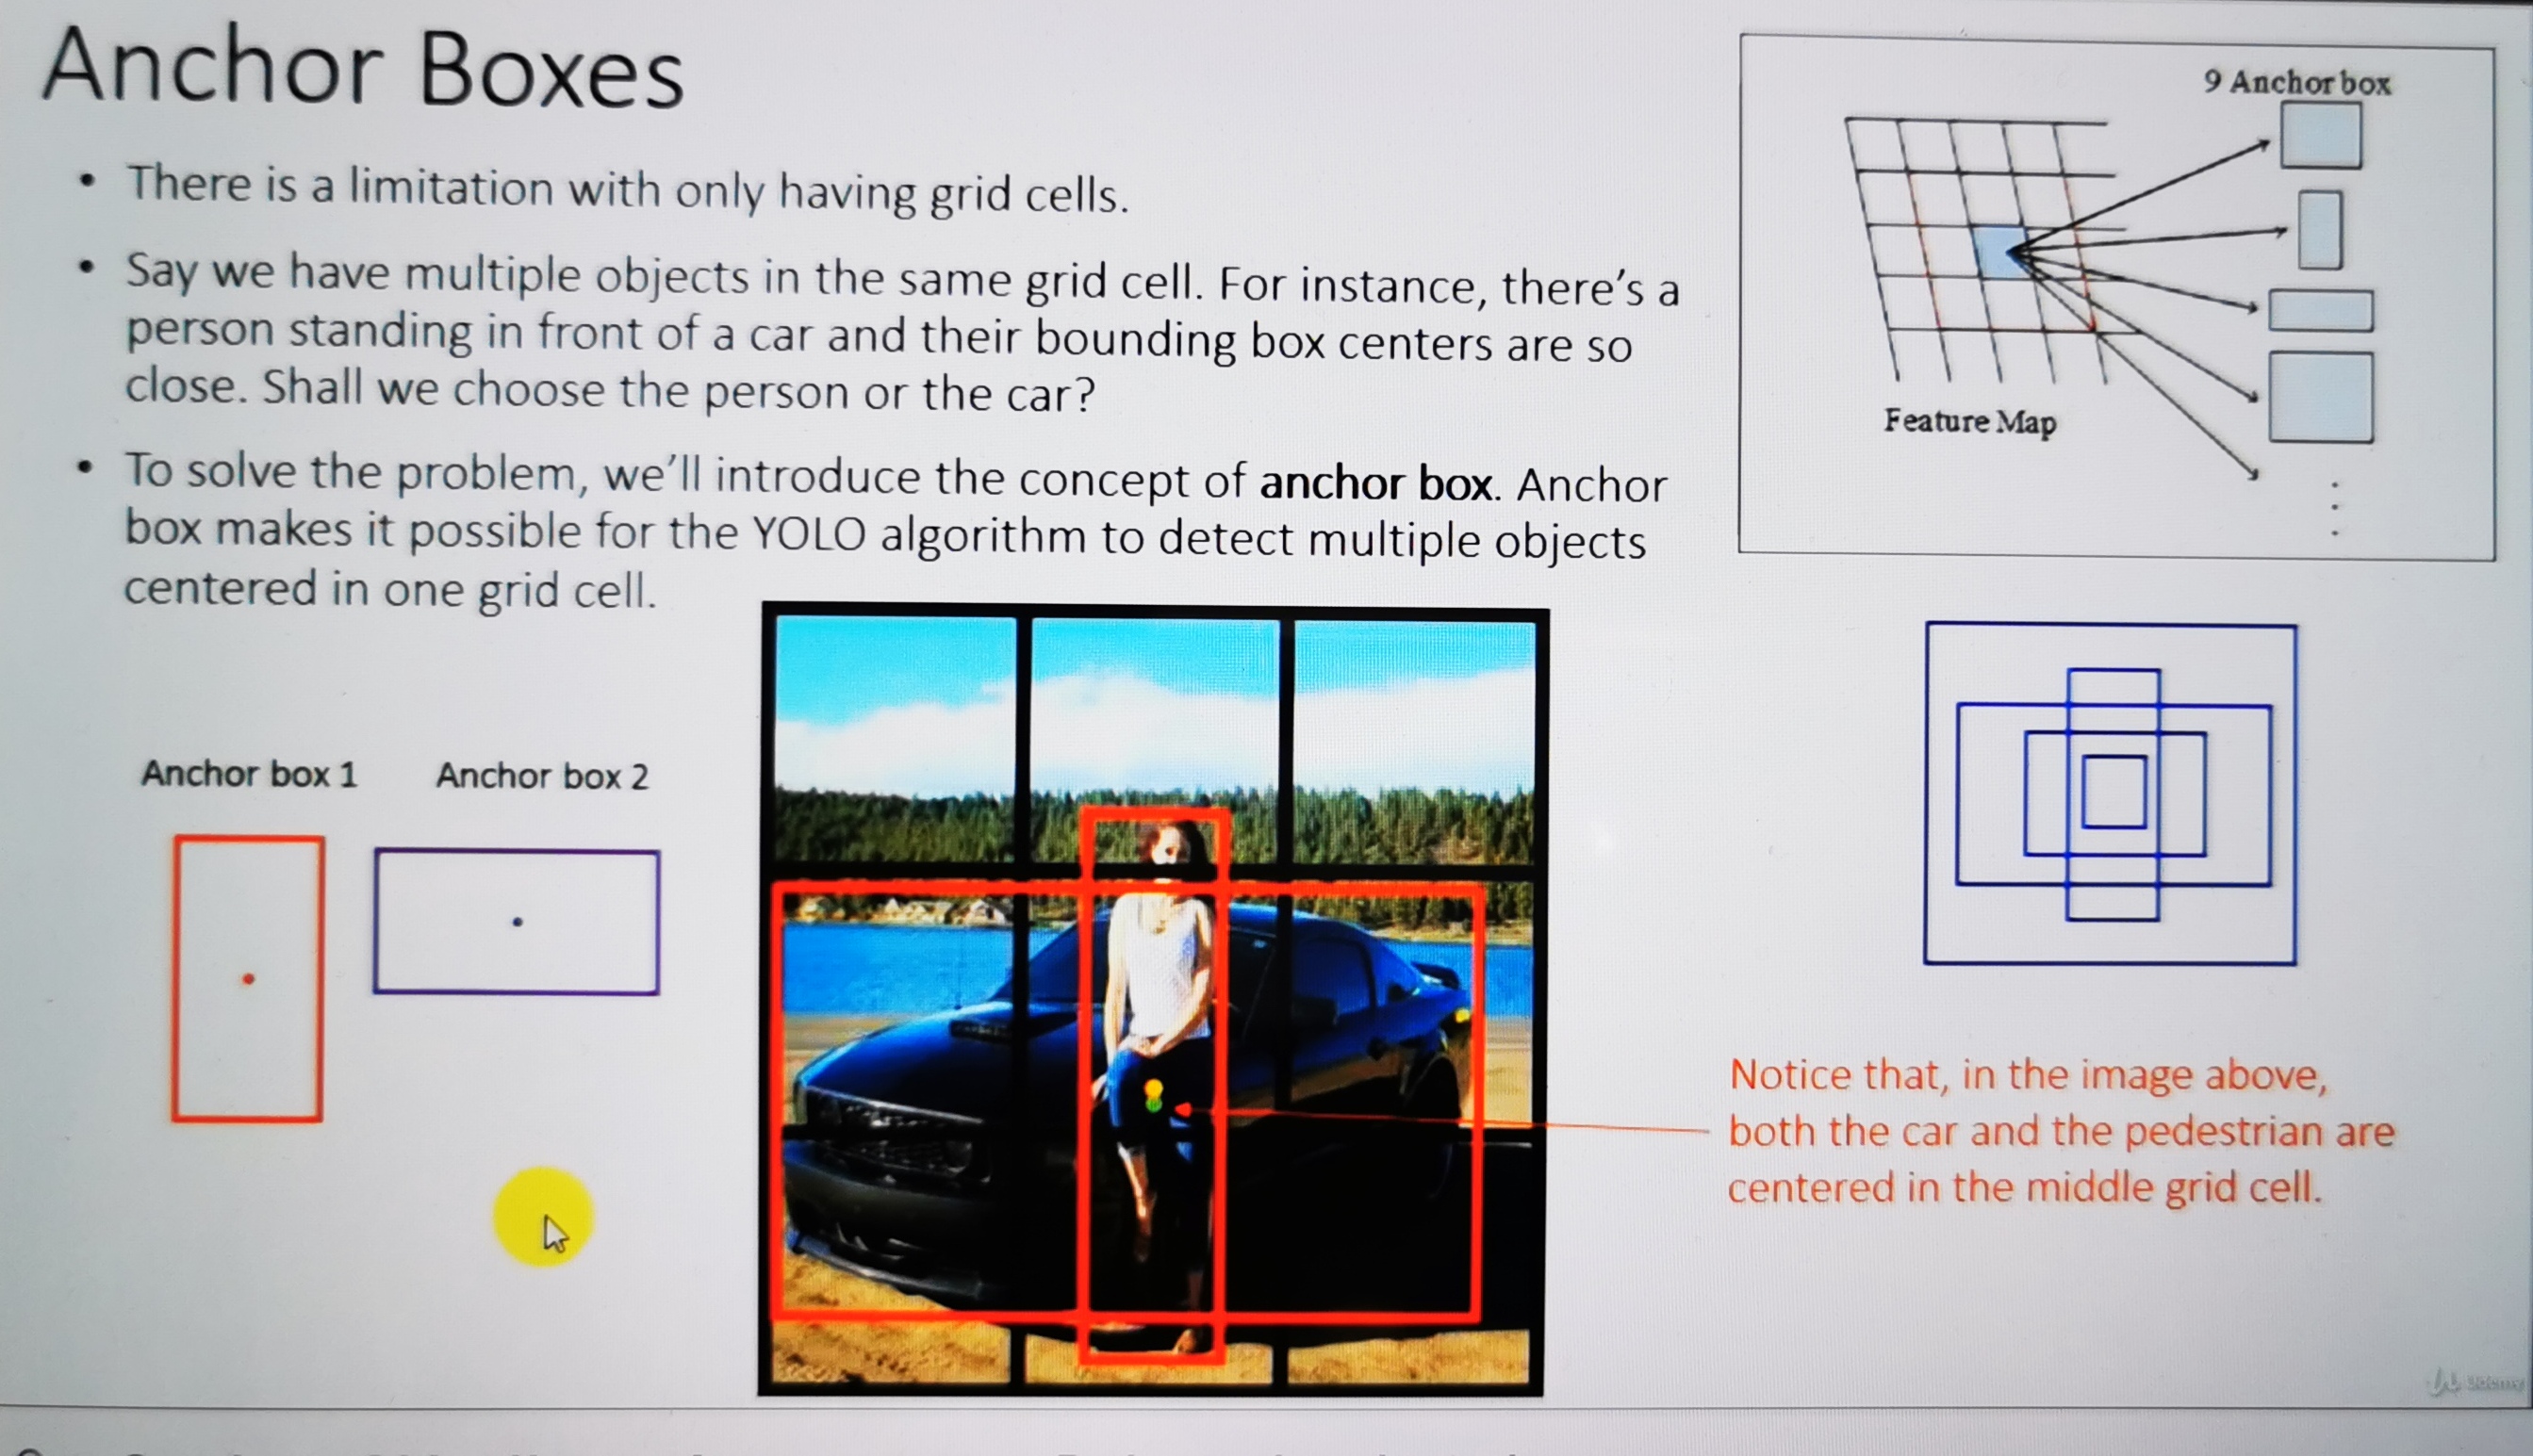 Anchor Boxes
• There is a limitation with only having grid cells.
• Say we have multiple objects in the same grid cell. For instance, there's a
person standing in front of a car and their bounding box centers are so
close. Shall we choose the person or the car?
• To solve the problem, we'll introduce the concept of anchor box. Anchor
box makes it possible for the YOLO algorithm to detect multiple objects
centered in one grid cell.
9 Anchor box
Feature Map
Anchor box 1
Anchor box 2
Notice that, in the image above,
both the car and the pedestrian are
centered in the middle grid cell.
Udemy